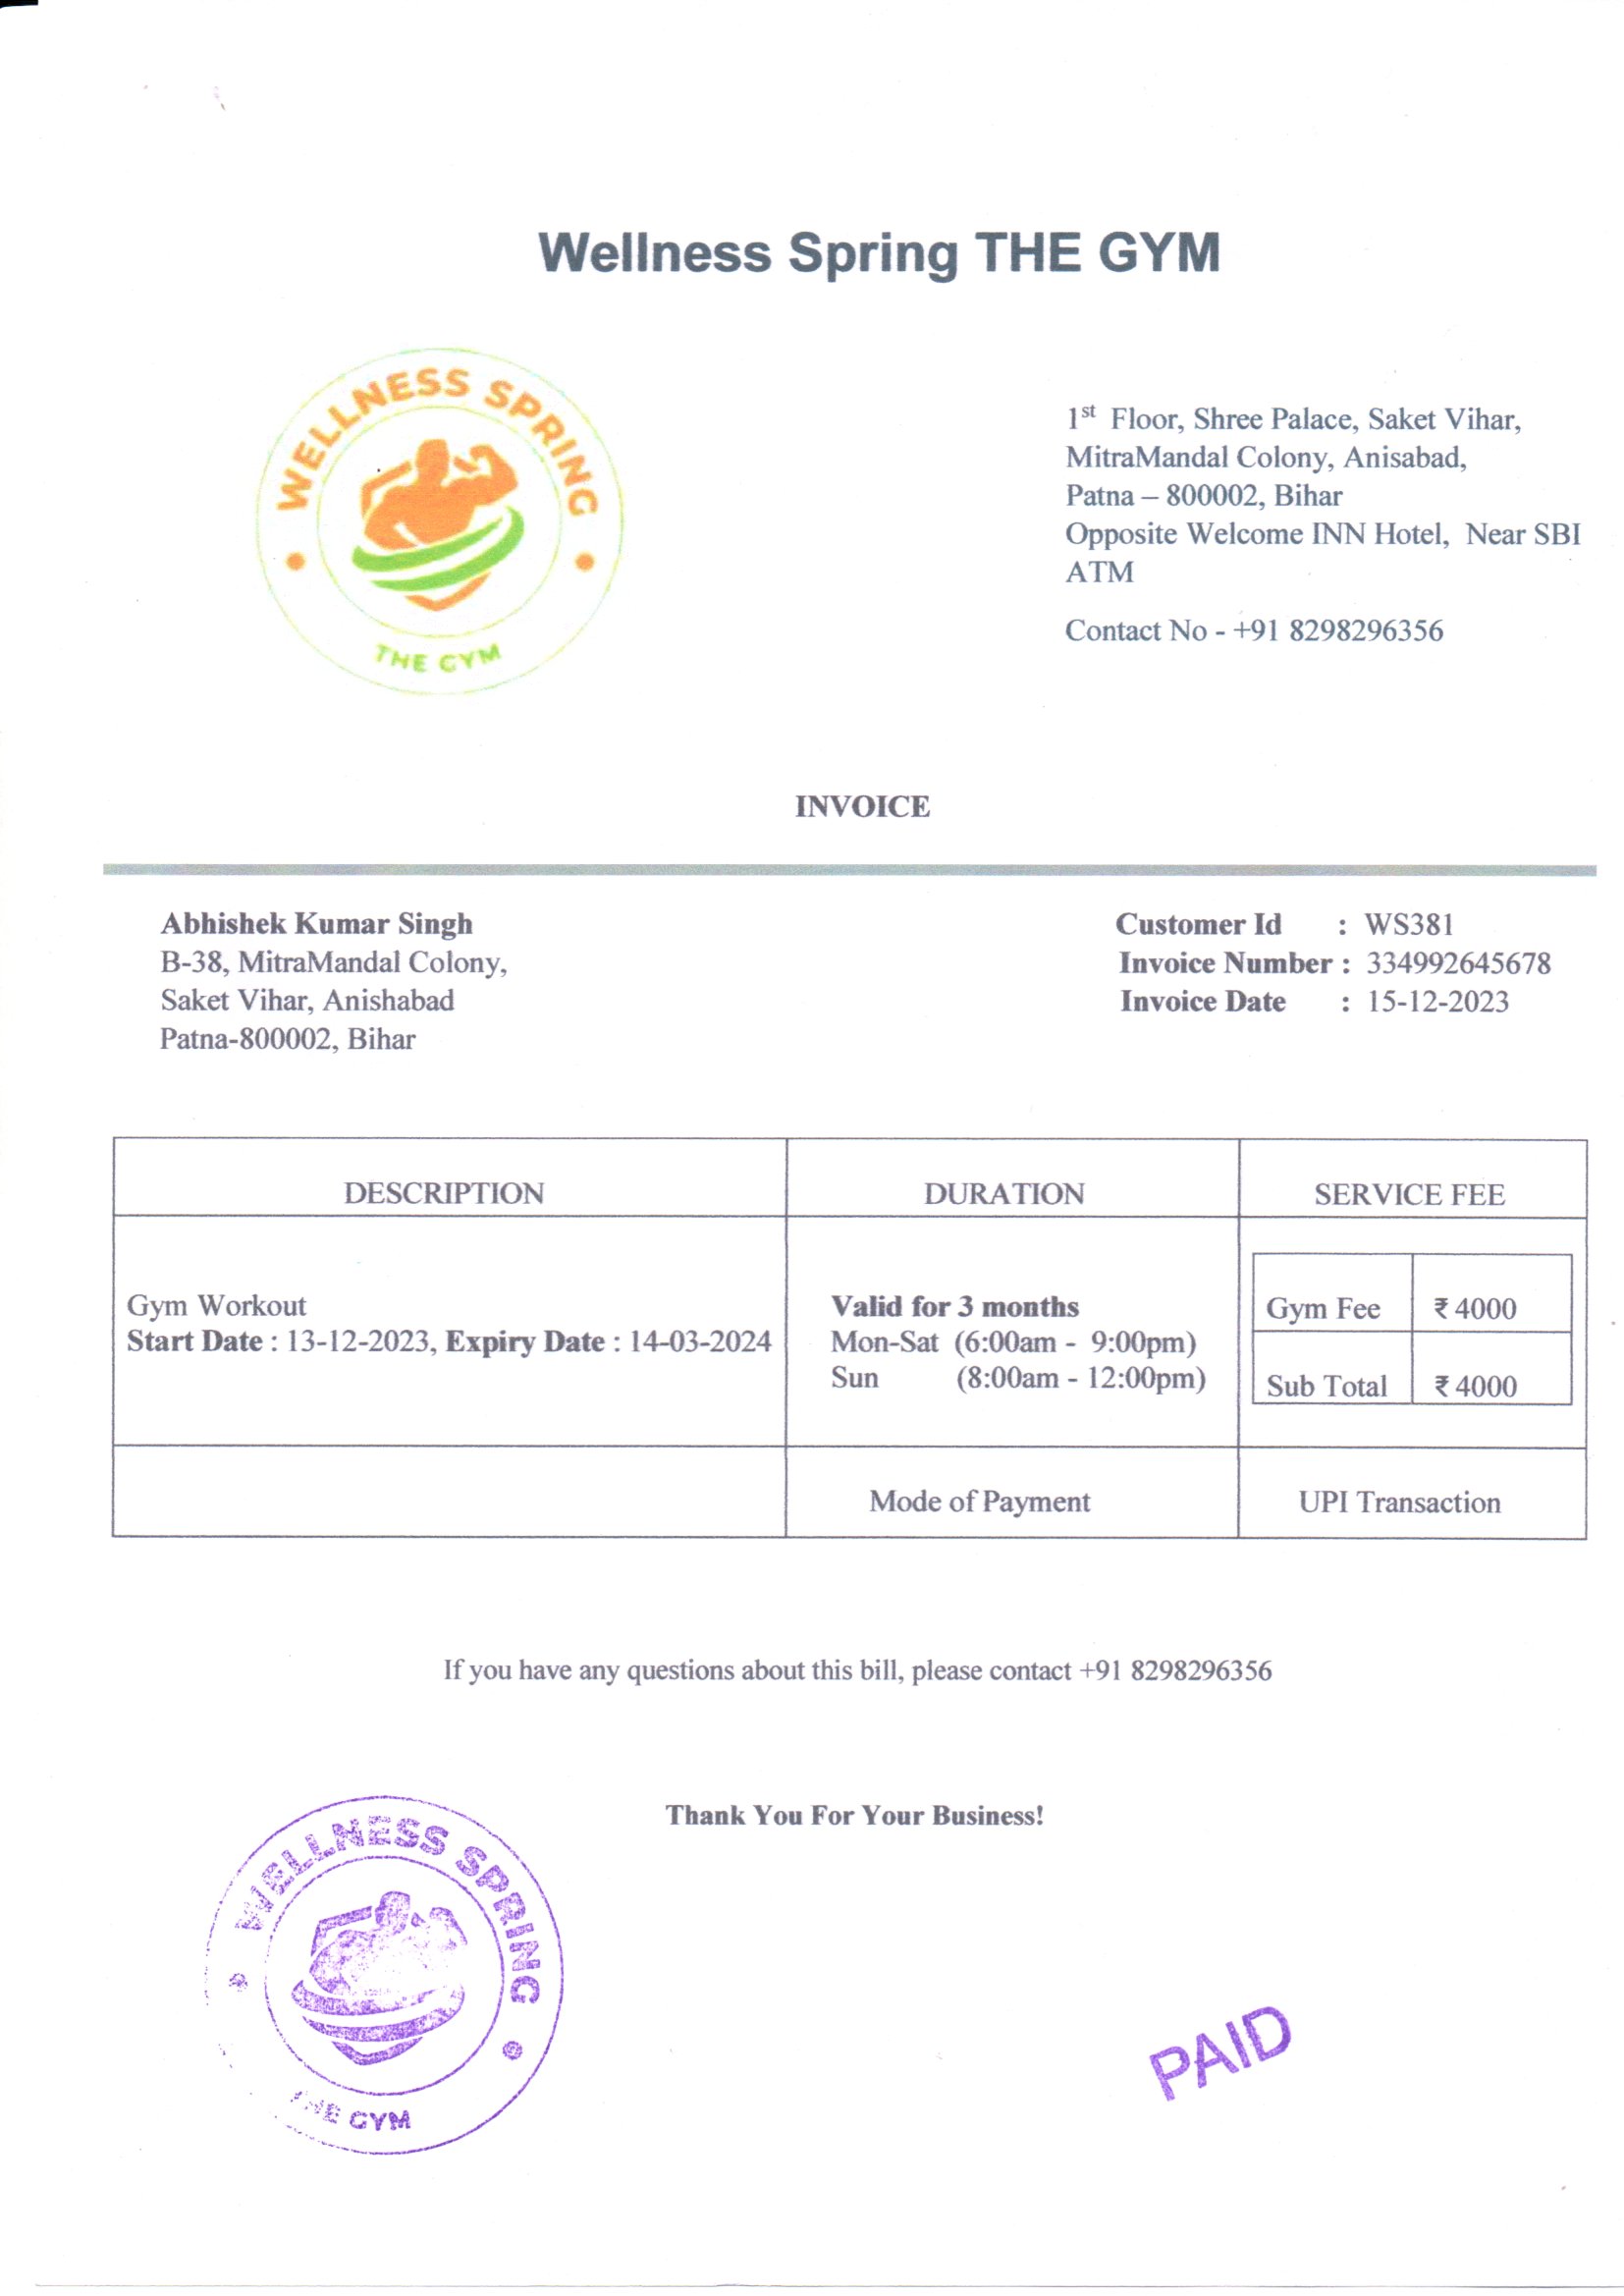 Wellness Spring THE GYM
WELLNESS SPRING
THE GYM
1st Floor, Shree Palace, Saket Vihar,
MitraMandal Colony, Anisabad,
Patna – 800002, Bihar
Opposite Welcome INN Hotel, Near SBI
ATM
Contact No - +91 8298296356
INVOICE
Abhishek Kumar Singh
B-38, MitraMandal Colony,
Saket Vihar, Anishabad
Patna-800002, Bihar
Customer Id : WS381
Invoice Number : 334992645678
Invoice Date : 15-12-2023
DESCRIPTION DURATION SERVICE FEE
Gym Workout
Start Date : 13-12-2023, Expiry Date : 14-03-2024
Valid for 3 months
Mon-Sat (6:00am - 9:00pm)
Sun (8:00am - 12:00pm)
Gym Fee ₹ 4000
Sub Total ₹ 4000
Mode of Payment UPI Transaction
If you have any questions about this bill, please contact +91 8298296356
Thank You For Your Business!
WELLNESS SPRING
THE GYM
PAID